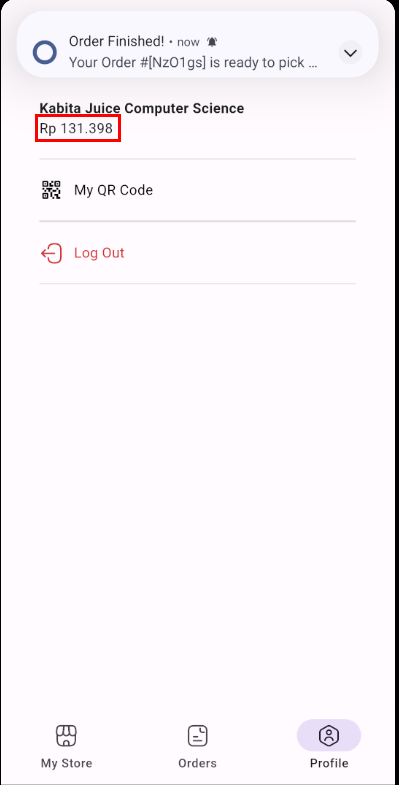 Order Finished! • now
Your Order #[NzO1gs] is ready to pick ...
Kabita Juice Computer Science
Rp 131.398
My QR Code
Log Out
My Store
Orders
Profile